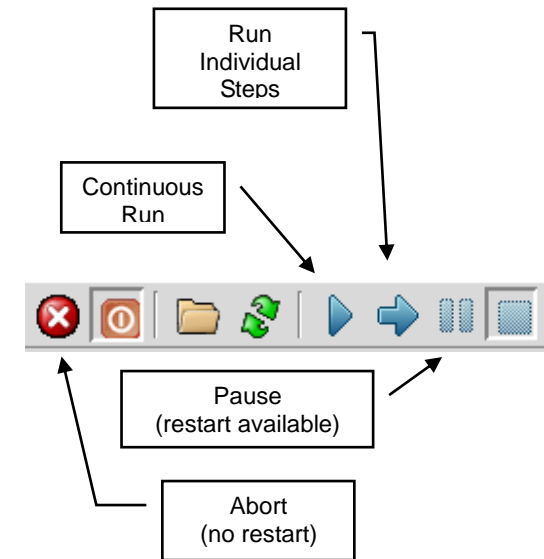 Run
Individual
Steps
Continuous
Run
Pause
(restart available)
Abort
(no restart)